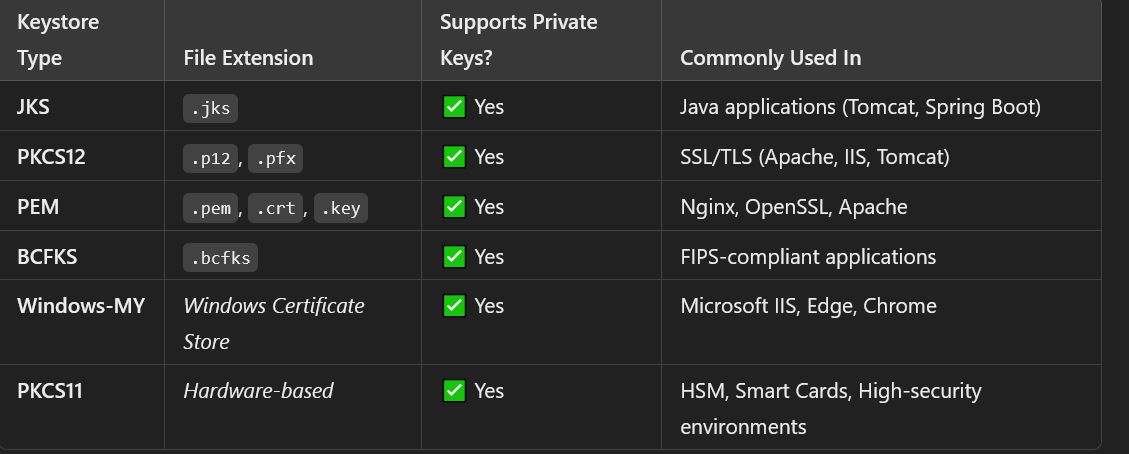 Keystore Type File Extension Supports Private Keys? Commonly Used In
JKS .jks ✅ Yes Java applications (Tomcat, Spring Boot)
PKCS12 .p12, .pfx ✅ Yes SSL/TLS (Apache, IIS, Tomcat)
PEM .pem, .crt, .key ✅ Yes Nginx, OpenSSL, Apache
BCFKS .bcfks ✅ Yes FIPS-compliant applications
Windows-MY Windows Certificate Store ✅ Yes Microsoft IIS, Edge, Chrome
PKCS11 Hardware-based ✅ Yes HSM, Smart Cards, High-security environments